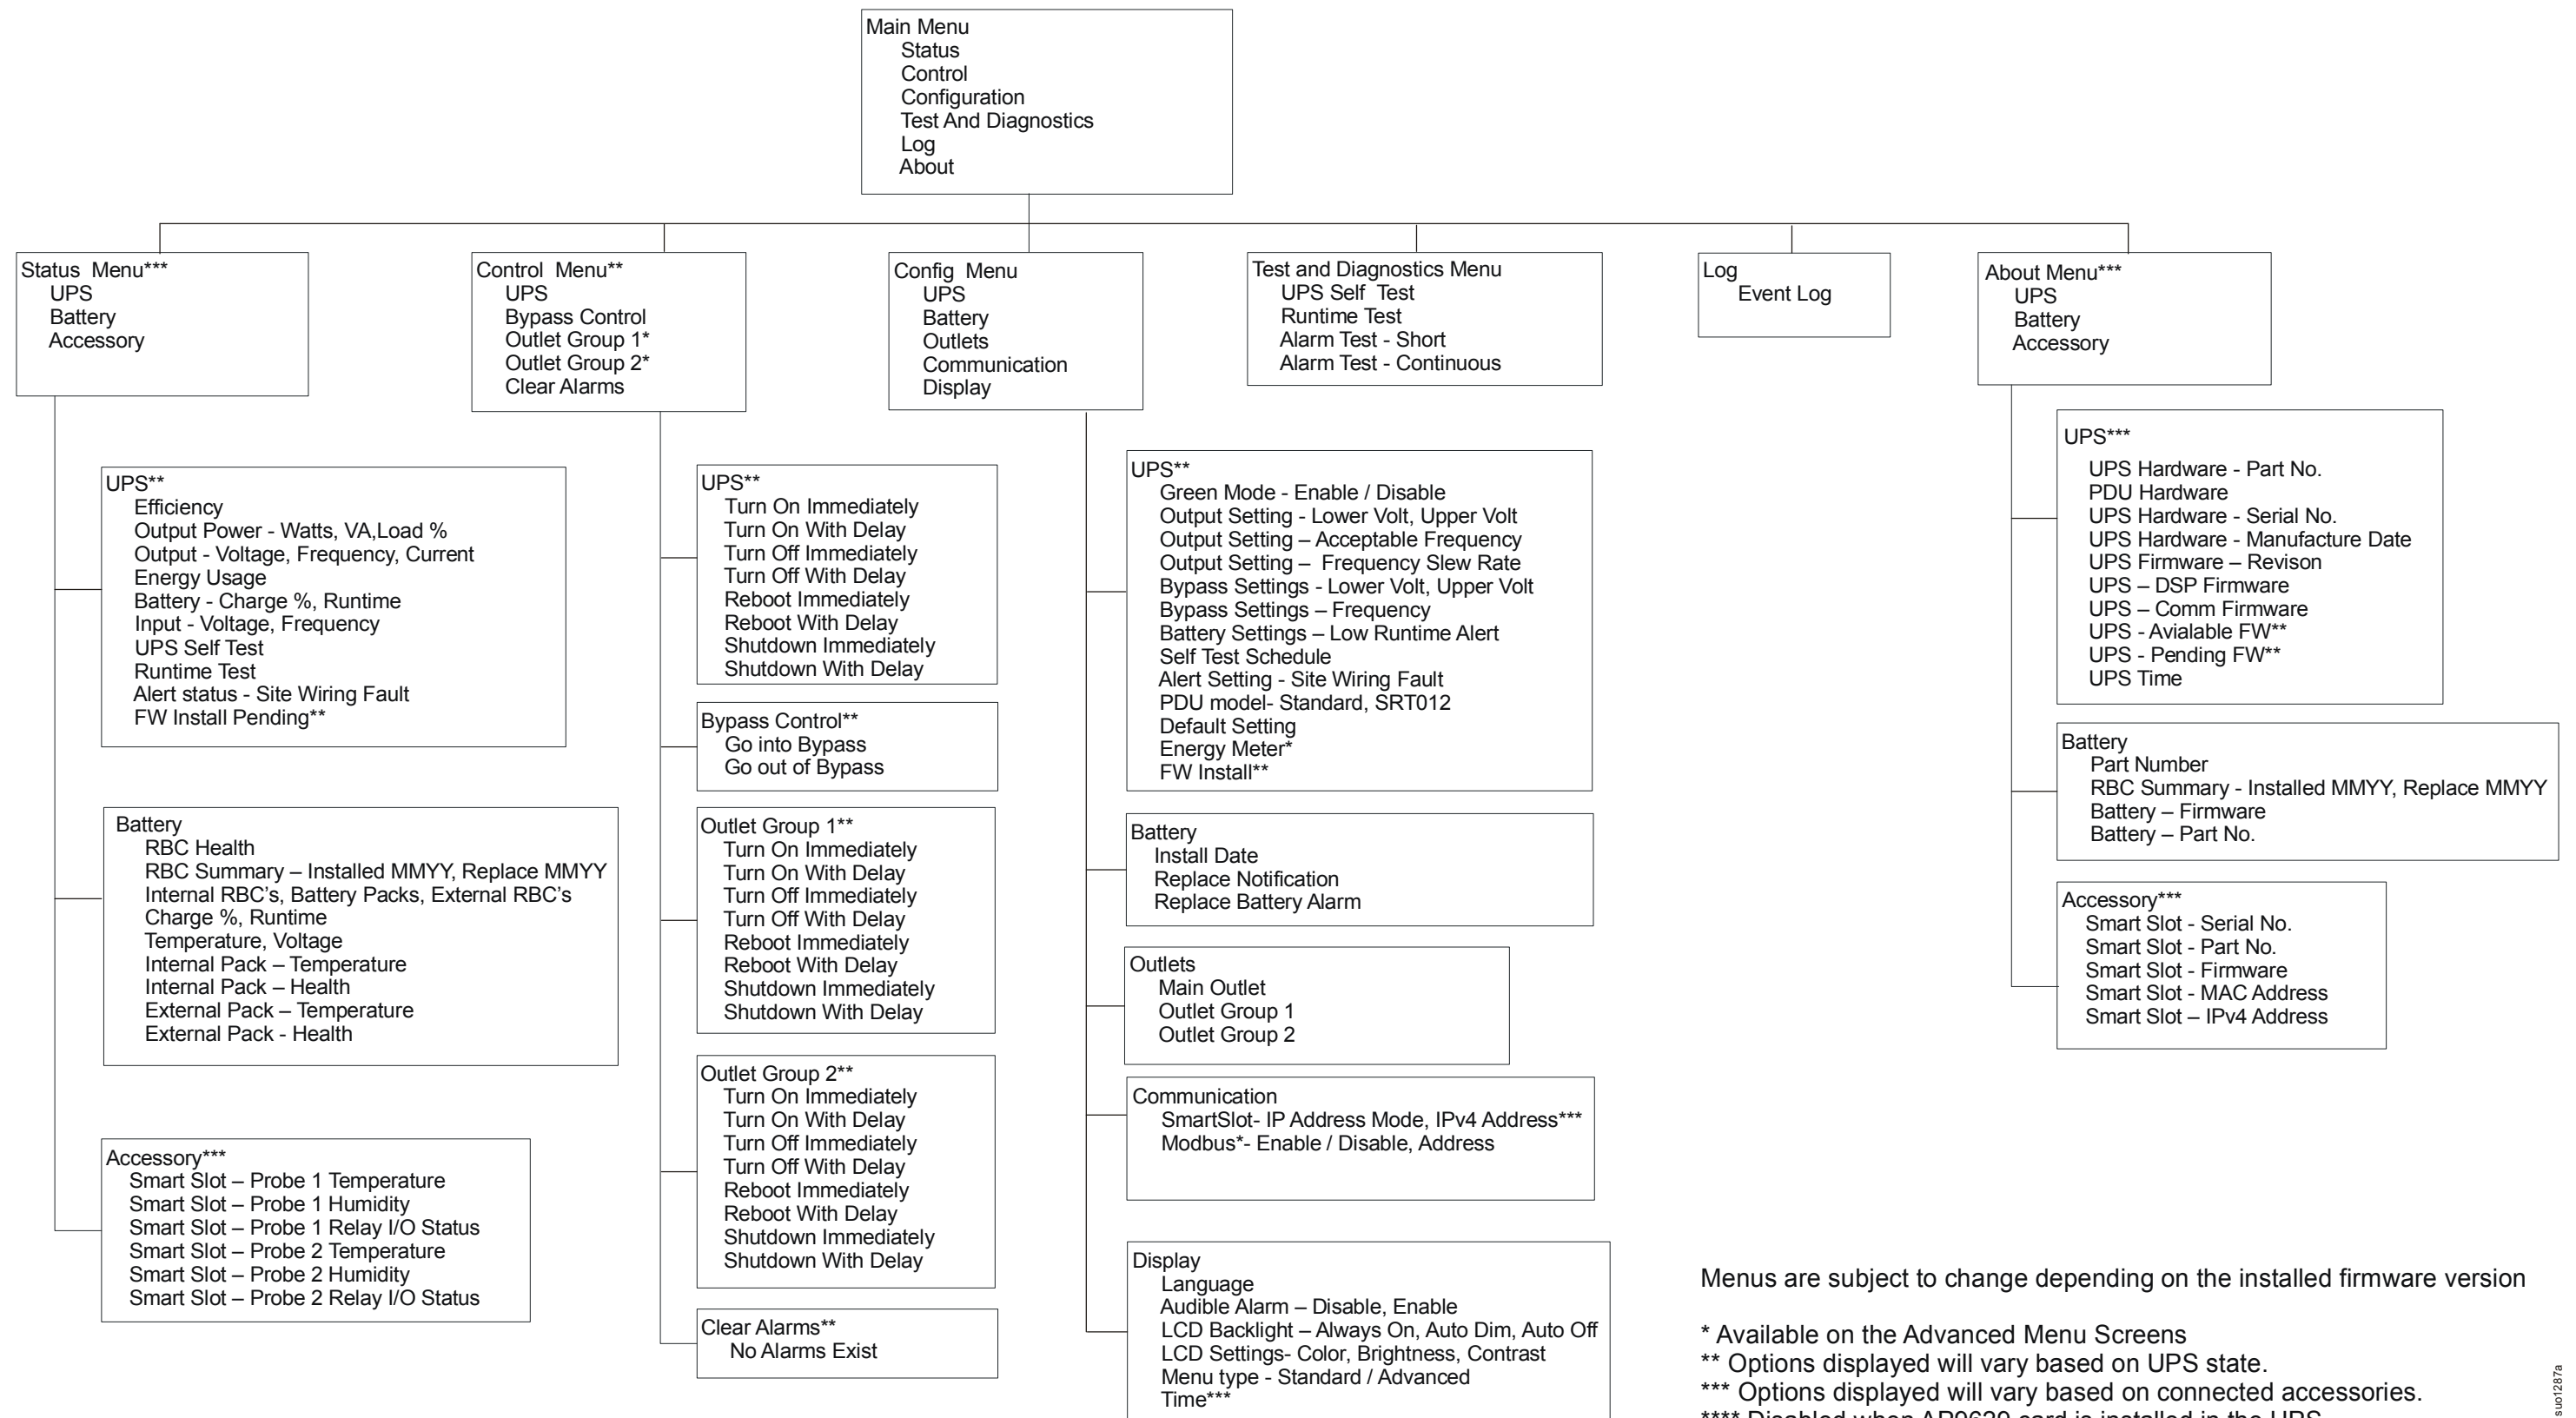 Main Menu
Status
Control
Configuration
Test And Diagnostics
Log
About
Status Menu***
UPS
Battery
Accessory
Control Menu**
UPS
Bypass Control
Outlet Group 1*
Outlet Group 2*
Clear Alarms
Config Menu
UPS
Battery
Outlets
Communication
Display
Test and Diagnostics Menu
UPS Self Test
Runtime Test
Alarm Test - Short
Alarm Test - Continuous
Log
Event Log
About Menu***
UPS
Battery
Accessory
UPS**
Efficiency
Output Power - Watts, VA,Load %
Output - Voltage, Frequency, Current
Energy Usage
Battery - Charge %, Runtime
Input - Voltage, Frequency
UPS Self Test
Runtime Test
Alert status - Site Wiring Fault
FW Install Pending**
Battery
RBC Health
RBC Summary – Installed MMYY, Replace MMYY
Internal RBC’s, Battery Packs, External RBC’s
Charge %, Runtime
Temperature, Voltage
Internal Pack – Temperature
Internal Pack – Health
External Pack – Temperature
External Pack - Health
Accessory***
Smart Slot – Probe 1 Temperature
Smart Slot – Probe 1 Humidity
Smart Slot – Probe 1 Relay I/O Status
Smart Slot – Probe 2 Temperature
Smart Slot – Probe 2 Humidity
Smart Slot – Probe 2 Relay I/O Status
UPS**
Turn On Immediately
Turn On With Delay
Turn Off Immediately
Turn Off With Delay
Reboot Immediately
Reboot With Delay
Shutdown Immediately
Shutdown With Delay
Bypass Control**
Go into Bypass
Go out of Bypass
Outlet Group 1**
Turn On Immediately
Turn On With Delay
Turn Off Immediately
Turn Off With Delay
Reboot Immediately
Reboot With Delay
Shutdown Immediately
Shutdown With Delay
Outlet Group 2**
Turn On Immediately
Turn On With Delay
Turn Off Immediately
Turn Off With Delay
Reboot Immediately
Reboot With Delay
Shutdown Immediately
Shutdown With Delay
Clear Alarms**
No Alarms Exist
UPS**
Green Mode - Enable / Disable
Output Setting - Lower Volt, Upper Volt
Output Setting – Acceptable Frequency
Output Setting – Frequency Slew Rate
Bypass Settings - Lower Volt, Upper Volt
Bypass Settings – Frequency
Battery Settings – Low Runtime Alert
Self Test Schedule
Alert Setting - Site Wiring Fault
PDU model- Standard, SRT012
Default Setting
Energy Meter*
FW Install**
Battery
Install Date
Replace Notification
Replace Battery Alarm
Outlets
Main Outlet
Outlet Group 1
Outlet Group 2
Communication
SmartSlot- IP Address Mode, IPv4 Address***
Modbus*- Enable / Disable, Address
Display
Language
Audible Alarm – Disable, Enable
LCD Backlight – Always On, Auto Dim, Auto Off
LCD Settings- Color, Brightness, Contrast
Menu type - Standard / Advanced
Time***
UPS***
UPS Hardware - Part No.
PDU Hardware
UPS Hardware - Serial No.
UPS Hardware - Manufacture Date
UPS Firmware – Revison
UPS – DSP Firmware
UPS – Comm Firmware
UPS - Avialable FW**
UPS - Pending FW**
UPS Time
Battery
Part Number
RBC Summary - Installed MMYY, Replace MMYY
Battery – Firmware
Battery – Part No.
Accessory***
Smart Slot - Serial No.
Smart Slot - Part No.
Smart Slot - Firmware
Smart Slot - MAC Address
Smart Slot – IPv4 Address
Menus are subject to change depending on the installed firmware version
* Available on the Advanced Menu Screens
** Options displayed will vary based on UPS state.
*** Options displayed will vary based on connected accessories.
**** Disabled when AP9620 card is installed in the UPS
suo1287a